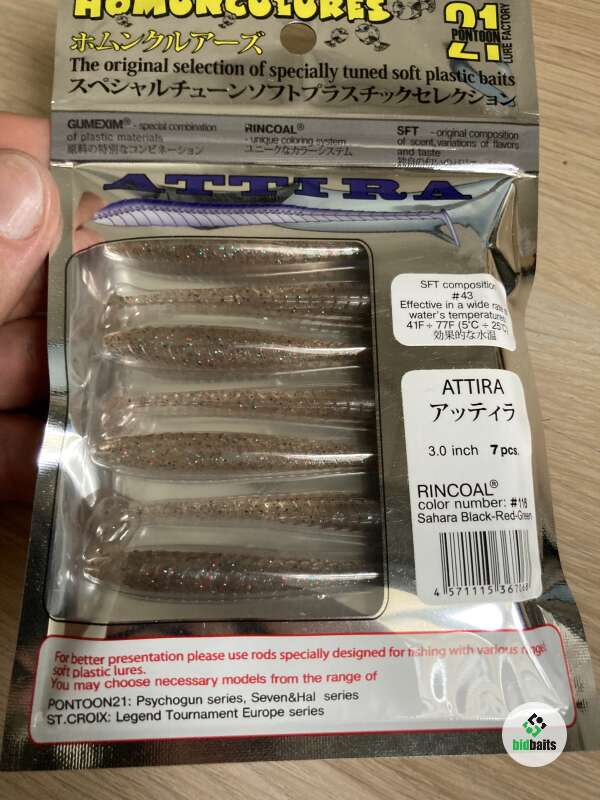 HOMUNCULURES
ホムンクルアーズ
PONTOON 21 LURE FACTORY
The original selection of specially tuned soft plastic baits
スペシャルチューンソフトプラスチックセレクション
GUMEXIM® - special combination
of plastic materials
原料の特別なコンビネーション
RINCOAL® -
- unique coloring system
ユニークなカラーシステム
SFT - original composition
of scent, variations of flavors
and taste
ATTIRA
SFT composition
#43
Effective in a wide
water's temperatures
41F ÷ 77F (5°C ÷ 25°C)
効果的な水温
ATTIRA
アッティラ
3.0 inch 7 pcs.
RINCOAL®
color number: #116
Sahara Black-Red-Green
4 571115 367
For better presentation please use rods specially designed for fishing with various
soft plastic lures.
You may choose necessary models from the range of
PONTOON21: Psychogun series, Seven&Hal series
ST.CROIX: Legend Tournament Europe series
bidbaits